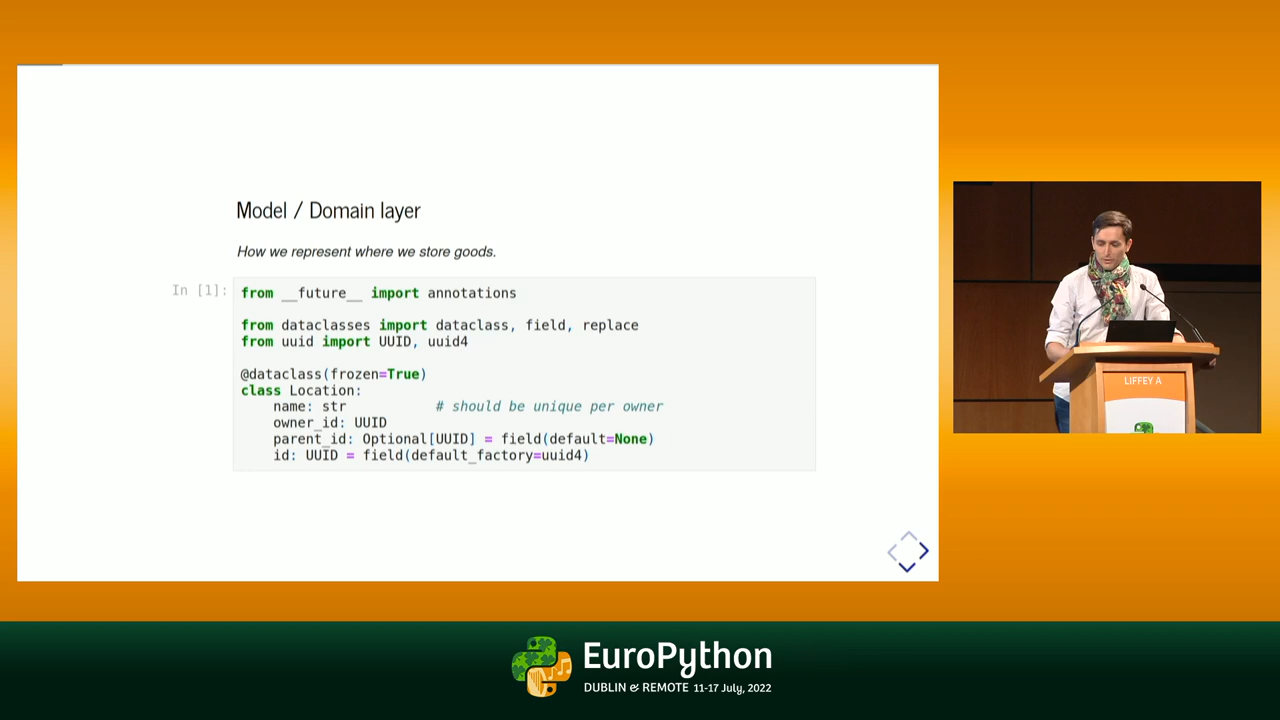 Model / Domain layer
How we represent where we store goods.
In [1]:
from __future__ import annotations
from dataclasses import dataclass, field, replace
from uuid import UUID, uuid4
@dataclass(frozen=True)
class Location:
    name: str           # should be unique per owner
    owner_id: UUID
    parent_id: Optional[UUID] = field(default=None)
    id: UUID = field(default_factory=uuid4)
LIFFEY A
EuroPython
DUBLIN & REMOTE 11-17 July, 2022